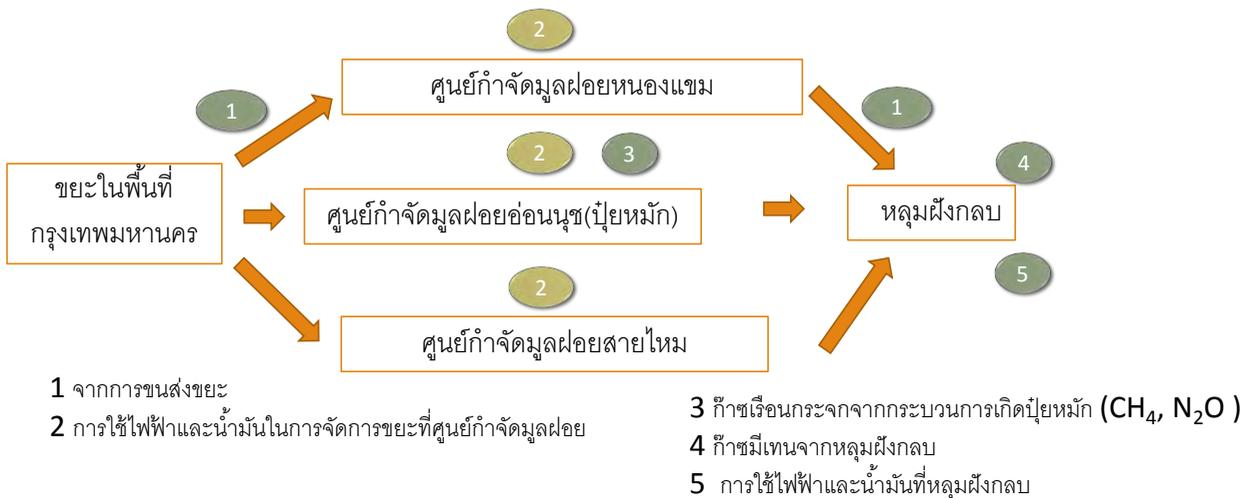 2
ศูนย์กำจัดมูลฝอยหนองแขม
1
1
2
3
4
ขยะในพื้นที่
กรุงเทพมหานคร
ศูนย์กำจัดมูลฝอยอ่อนนุช(ปุ๋ยหมัก)
หลุมฝังกลบ
2
5
ศูนย์กำจัดมูลฝอยสายไหม
1 จากการขนส่งขยะ
2 การใช้ไฟฟ้าและน้ำมันในการจัดการขยะที่ศูนย์กำจัดมูลฝอย
3 ก๊าซเรือนกระจกจากกระบวนการเกิดปุ๋ยหมัก (CH₄, N₂O )
4 ก๊าซมีเทนจากหลุมฝังกลบ
5 การใช้ไฟฟ้าและน้ำมันที่หลุมฝังกลบ